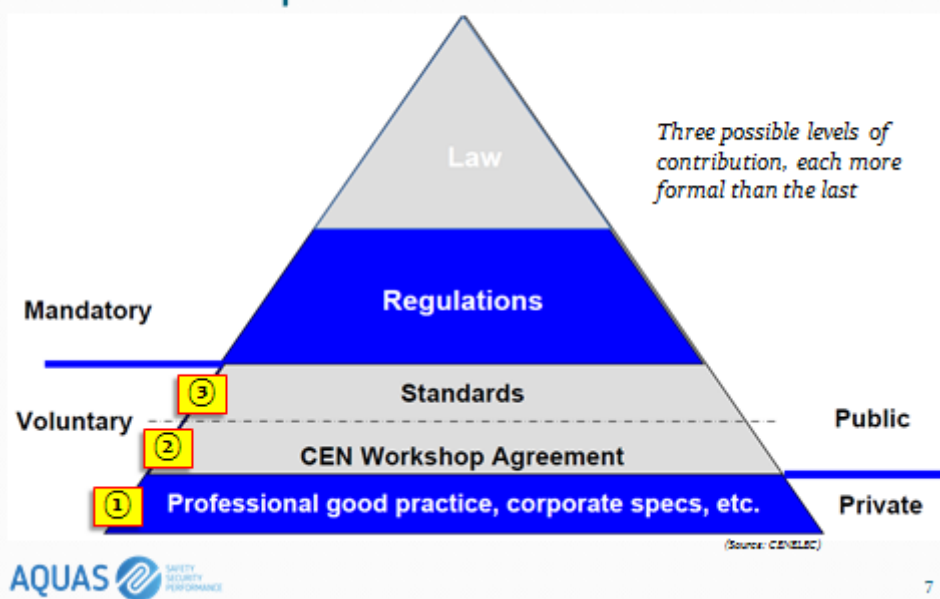 Law
Three possible levels of
contribution, each more
formal than the last
Regulations
Mandatory
③
Standards
Voluntary
Public
②
CEN Workshop Agreement
①
Professional good practice, corporate specs, etc.
Private
(Source: CENELEC)
AQUAS
SAFETY
SECURITY
PERFORMANCE
7